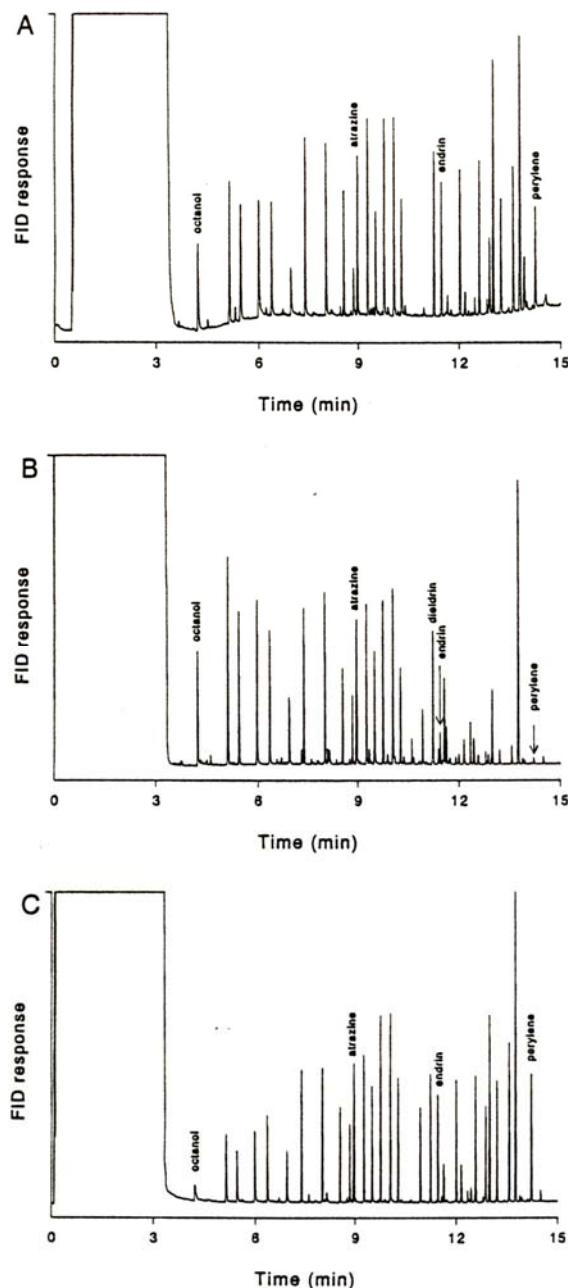 A
FID response
octanol
atrazine
endrin
perylene
0 3 6 9 12 15
Time (min)
B
FID response
octanol
atrazine
dieldrin
endrin
perylene
0 3 6 9 12 15
Time (min)
C
FID response
octanol
atrazine
endrin
perylene
0 3 6 9 12 15
Time (min)